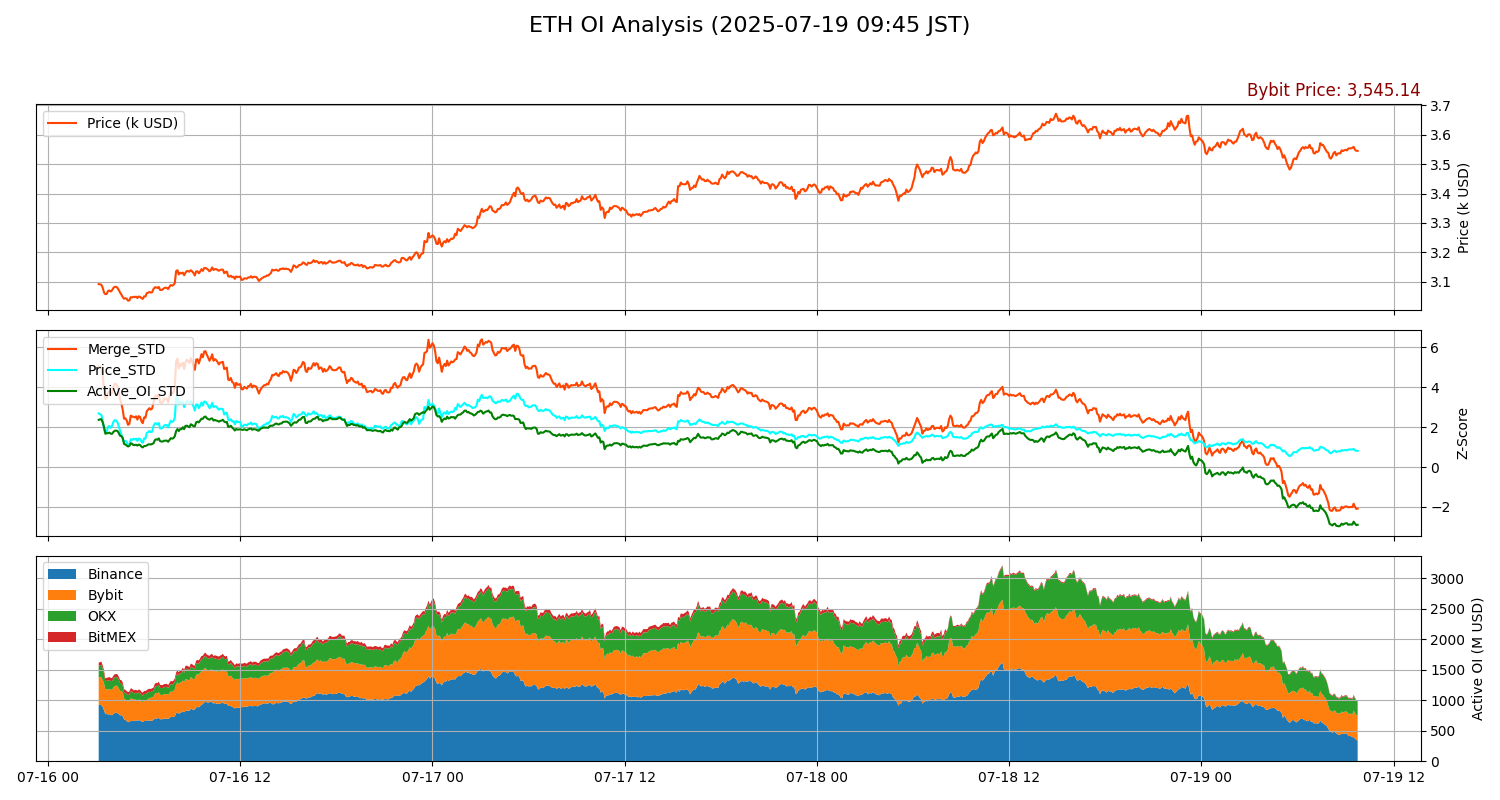 ETH OI Analysis (2025-07-19 09:45 JST)
Bybit Price: 3,545.14
Price (k USD)
3.7
3.6
3.5
3.4
3.3
3.2
3.1
Price (k USD)
Merge_STD
Price_STD
Active_OI_STD
6
4
2
0
−2
Z-Score
Binance
Bybit
OKX
BitMEX
3000
2500
2000
1500
1000
500
0
Active OI (M USD)
07-16 00
07-16 12
07-17 00
07-17 12
07-18 00
07-18 12
07-19 00
07-19 12